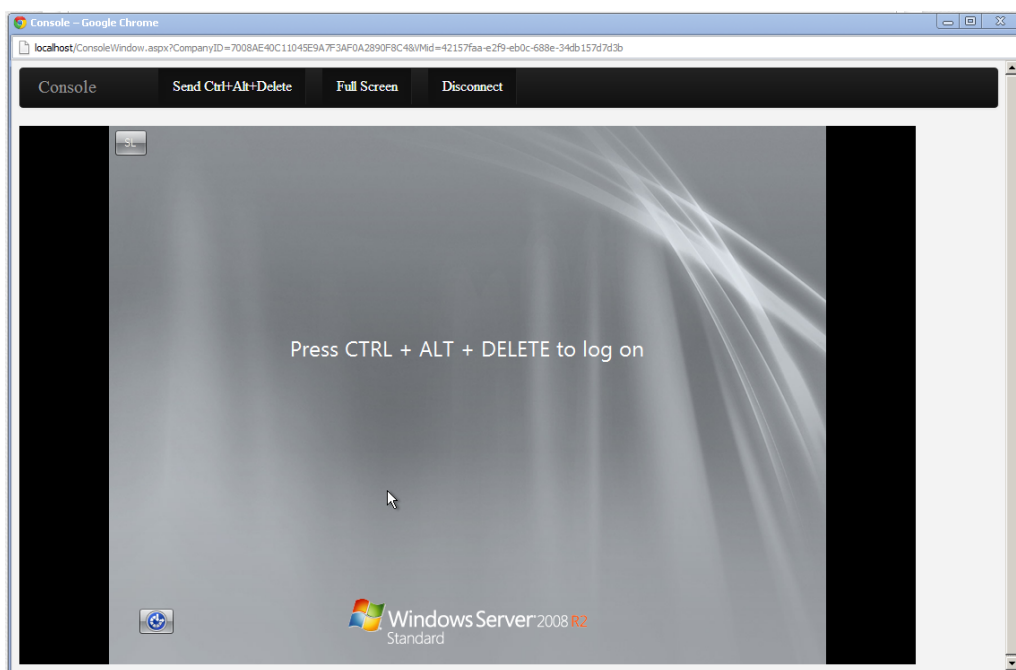 Console – Google Chrome
localhost/ConsoleWindow.aspx?CompanyID=7008AE40C11045E9A7F3AF0A2890F8C4&VMid=42157faa-e2f9-eb0c-688e-34db157d7d3b
Console Send Ctrl+Alt+Delete Full Screen Disconnect
SL
Press CTRL + ALT + DELETE to log on
Windows Server 2008 R2
Standard